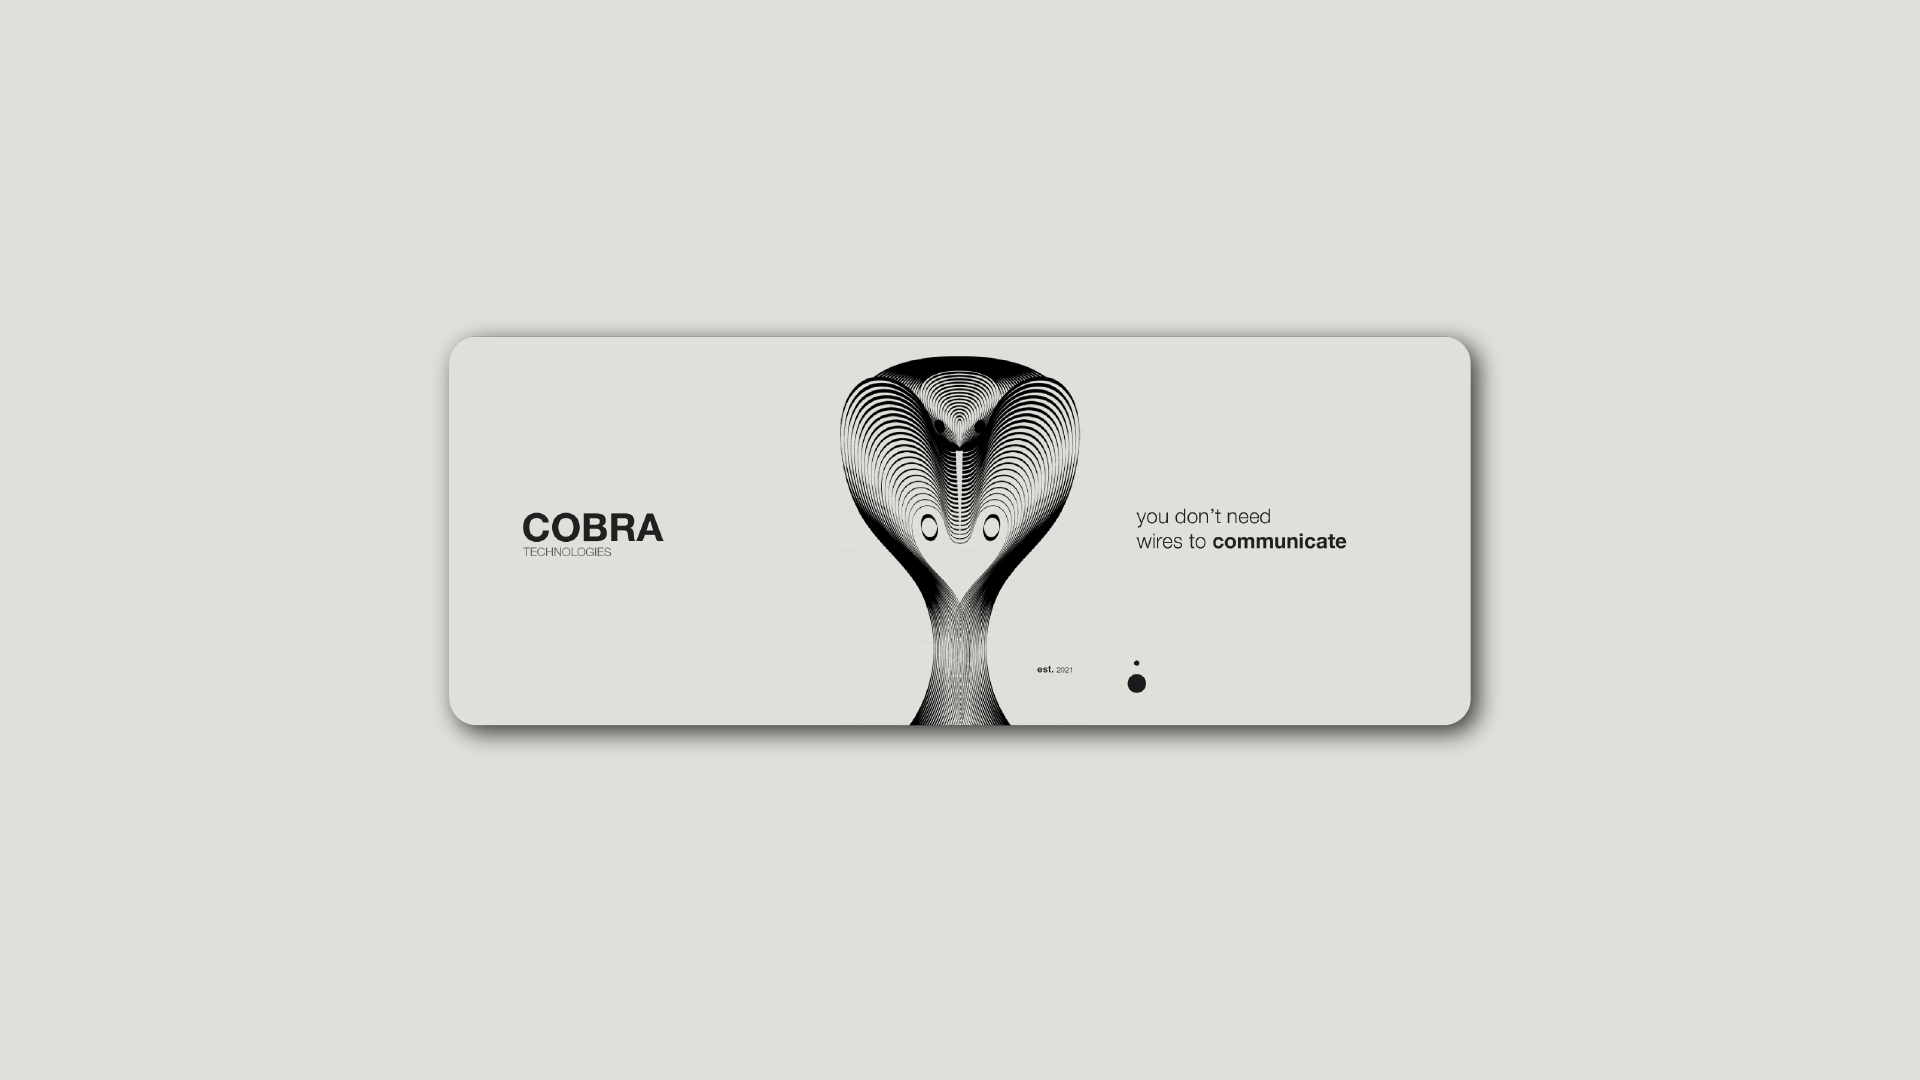 COBRA
TECHNOLOGIES
you don't need
wires to communicate
est. 2021